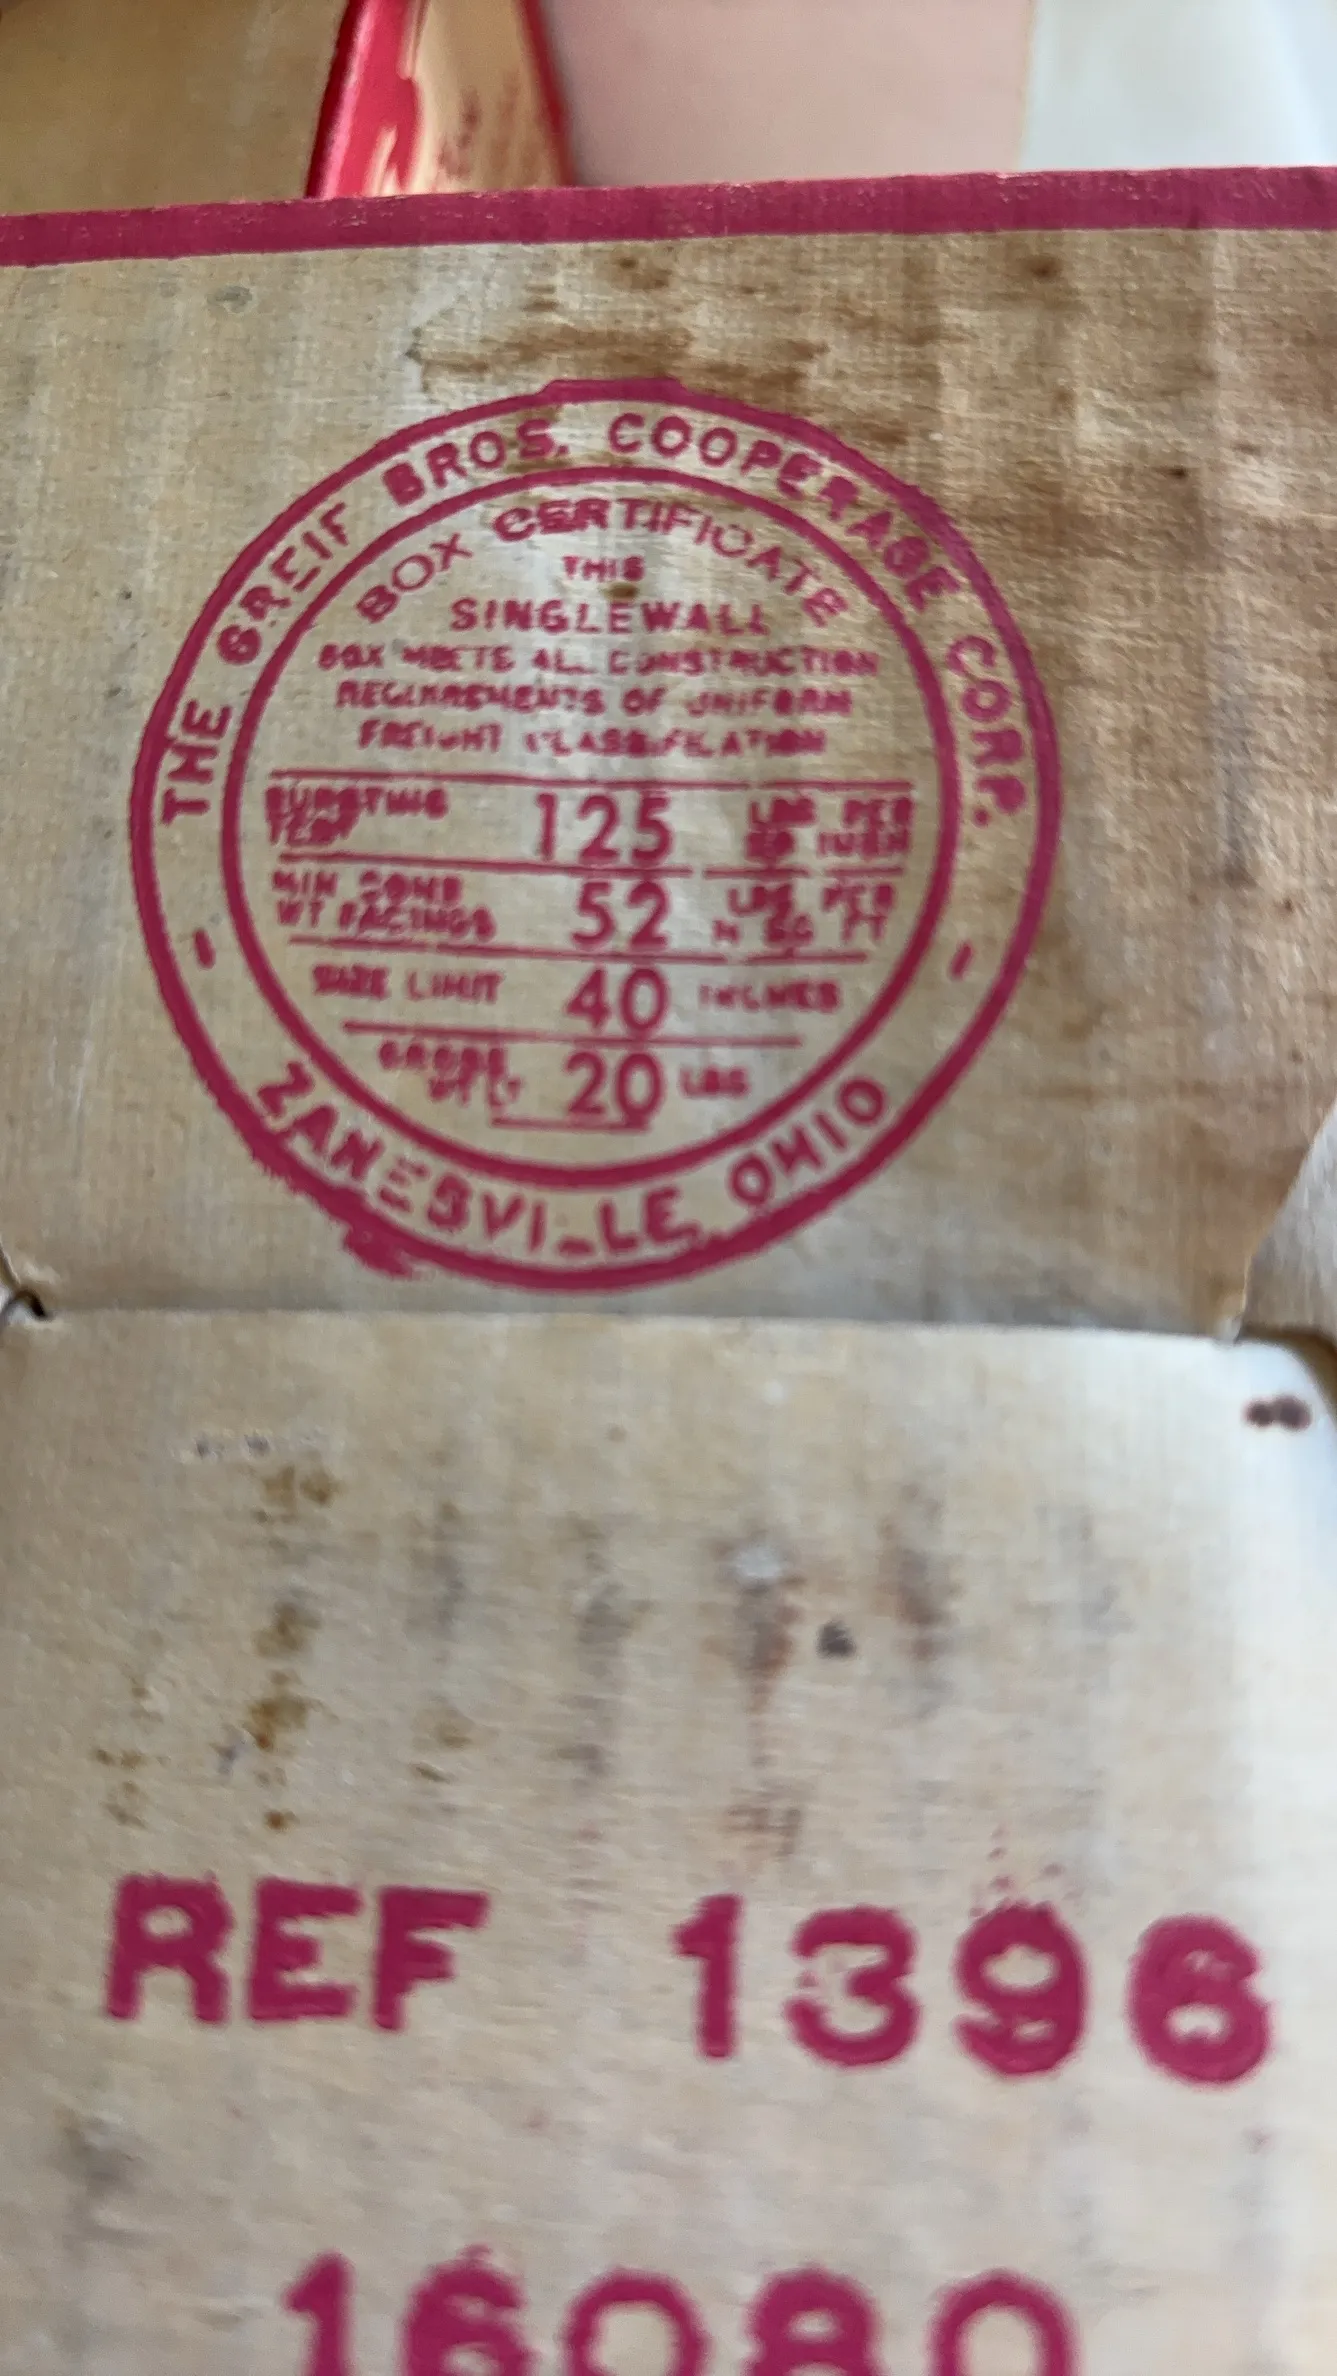 THE GREIF BROS. COOPERAGE CORP.
BOX CERTIFICATE
THIS
SINGLEWALL
BOX MEETS ALL CONSTRUCTION
REQUIREMENTS OF UNIFORM
FREIGHT CLASSIFICATION
BURSTING TEST 125 LBS PER SQ INCH
MIN COMB WT FACINGS 52 LBS PER M SQ FT
SIZE LIMIT 40 INCHES
GROSS WT LT 20 LBS
- ZANESVILLE, OHIO -
REF 1396
16080